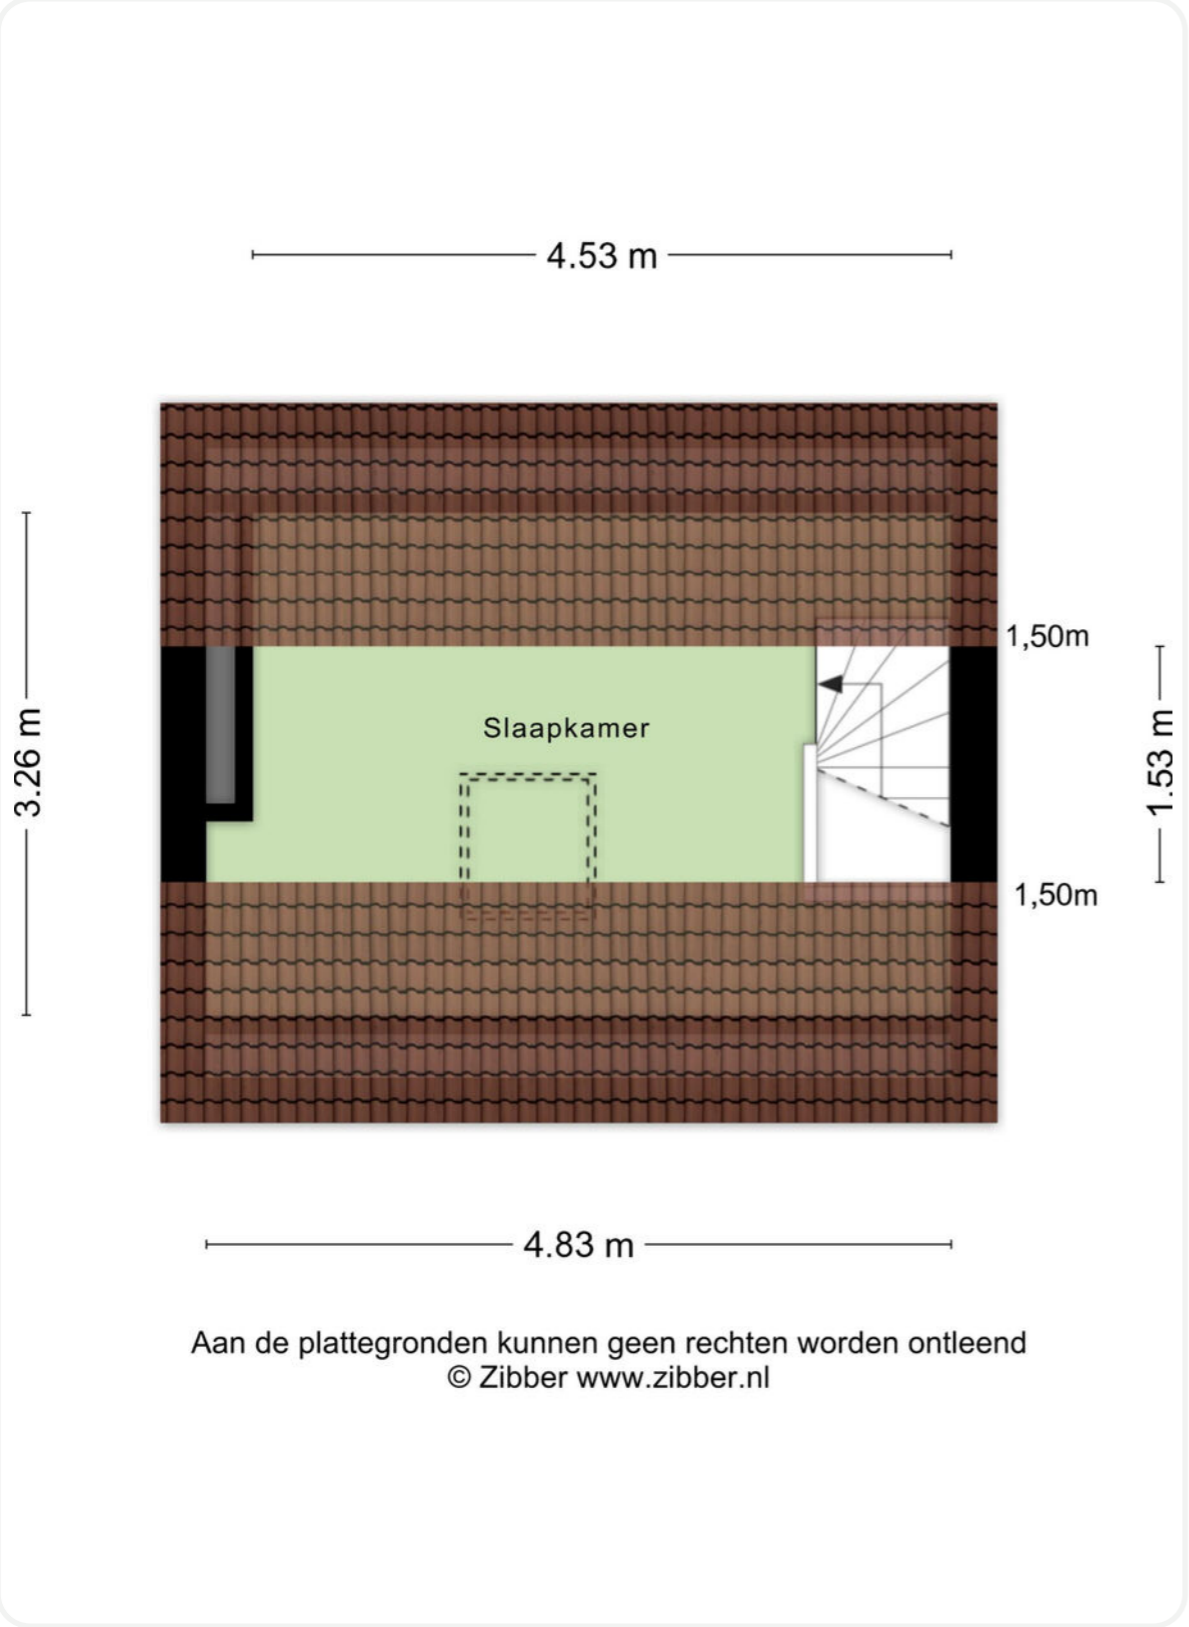 4.53 m
1,50m
Slaapkamer
3.26 m
1.53 m
1,50m
4.83 m
Aan de plattegronden kunnen geen rechten worden ontleend
© Zibber www.zibber.nl